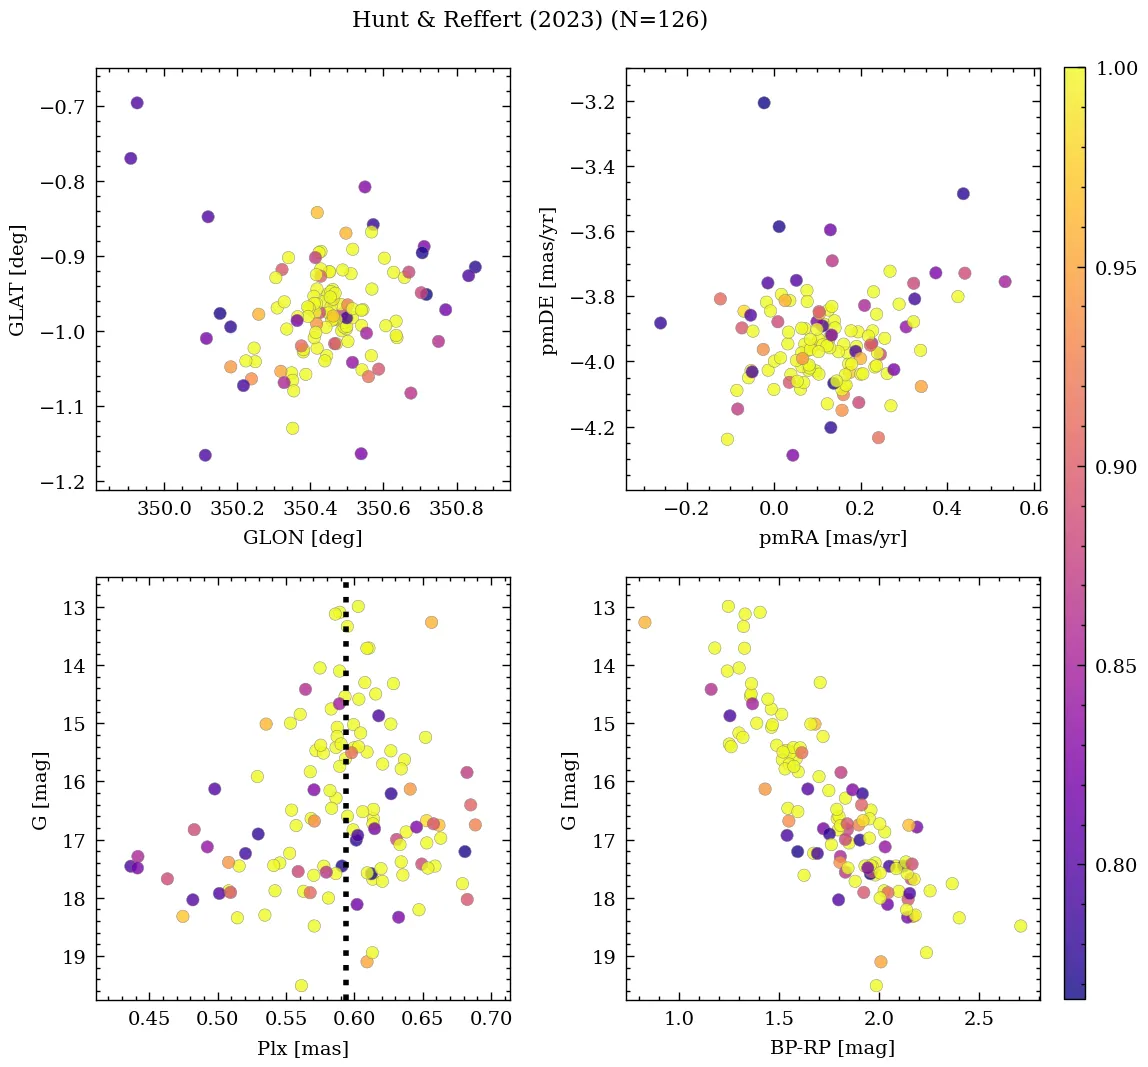 Hunt & Reffert (2023) (N=126)
−0.7
−0.8
−0.9
−1.0
−1.1
−1.2
GLAT [deg]
350.0 350.2 350.4 350.6 350.8
GLON [deg]
−3.2
−3.4
−3.6
−3.8
−4.0
−4.2
pmDE [mas/yr]
−0.2 0.0 0.2 0.4 0.6
pmRA [mas/yr]
13
14
15
16
17
18
19
G [mag]
0.45 0.50 0.55 0.60 0.65 0.70
Plx [mas]
13
14
15
16
17
18
19
G [mag]
1.0 1.5 2.0 2.5
BP-RP [mag]
1.00
0.95
0.90
0.85
0.80